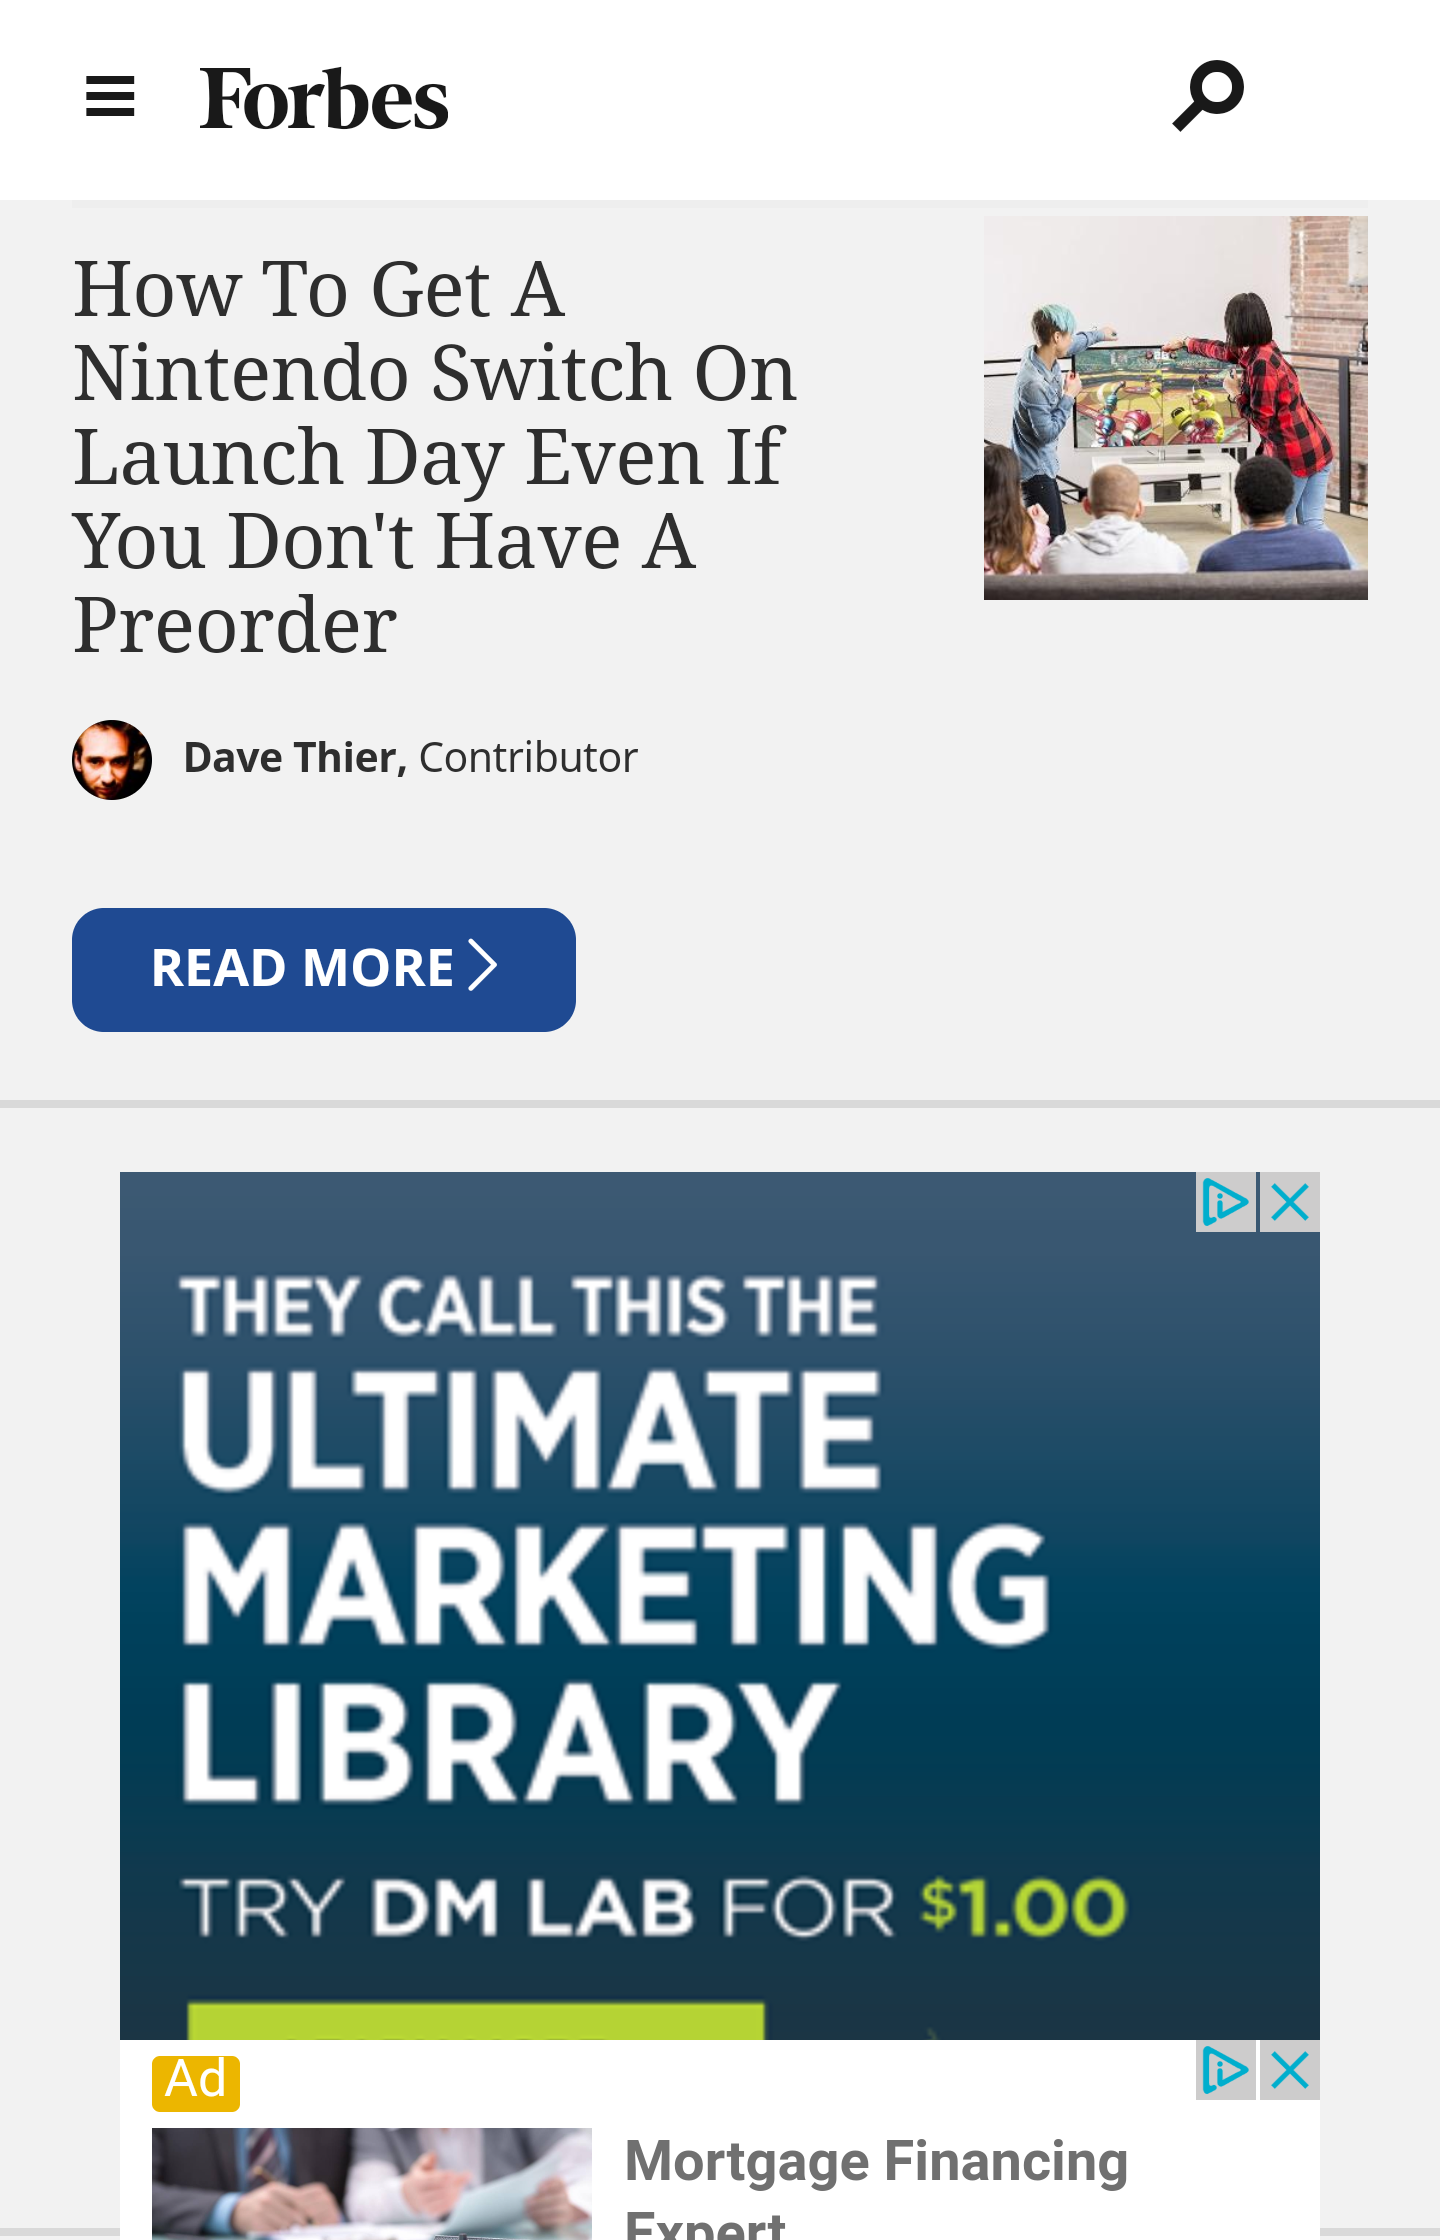 Forbes
How To Get A
Nintendo Switch On
Launch Day Even If
You Don't Have A
Preorder
Dave Thier, Contributor
READ MORE
THEY CALL THIS THE
ULTIMATE
MARKETING
LIBRARY
TRY DM LAB FOR $1.00
Ad
Mortgage Financing
Expert